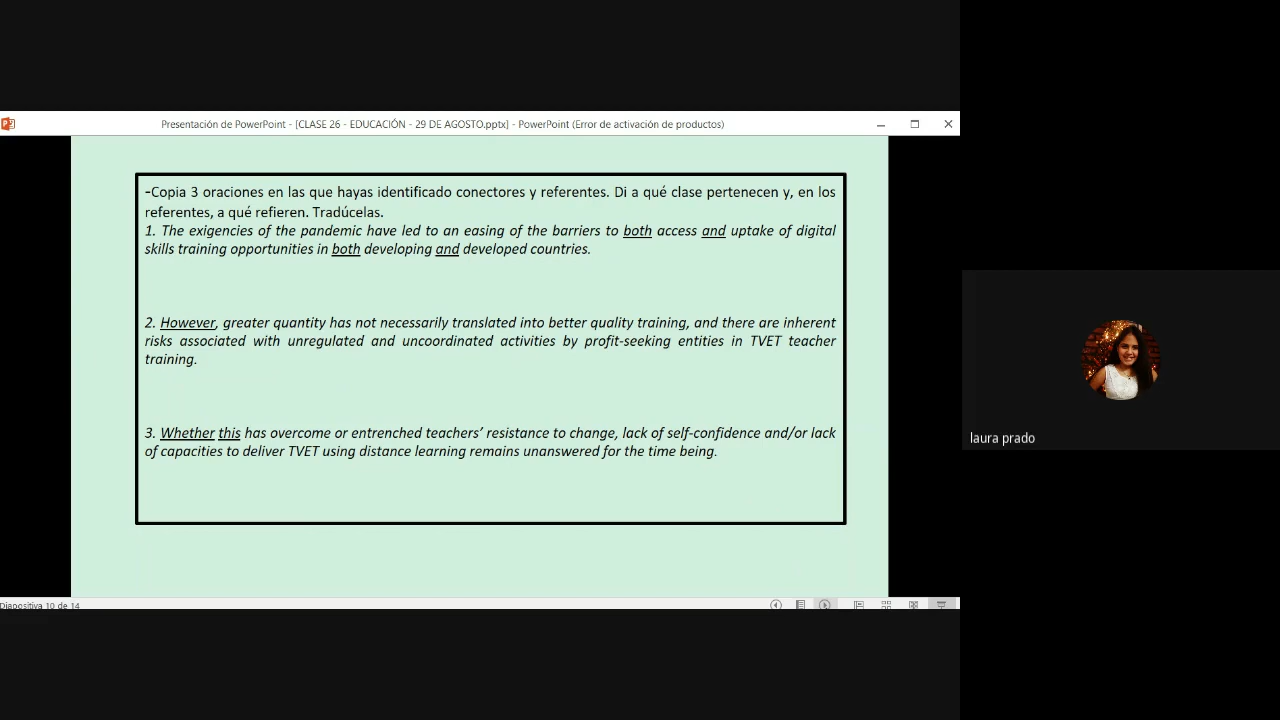 Presentación de PowerPoint - [CLASE 26 - EDUCACIÓN - 29 DE AGOSTO.pptx] - PowerPoint (Error de activación de productos)
-Copia 3 oraciones en las que hayas identificado conectores y referentes. Di a qué clase pertenecen y, en los
referentes, a qué refieren. Tradúcelas.
1. The exigencies of the pandemic have led to an easing of the barriers to both access and uptake of digital
skills training opportunities in both developing and developed countries.
2. However, greater quantity has not necessarily translated into better quality training, and there are inherent
risks associated with unregulated and uncoordinated activities by profit-seeking entities in TVET teacher
training.
3. Whether this has overcome or entrenched teachers’ resistance to change, lack of self-confidence and/or lack
of capacities to deliver TVET using distance learning remains unanswered for the time being.
laura prado
Diapositiva 10 de 14